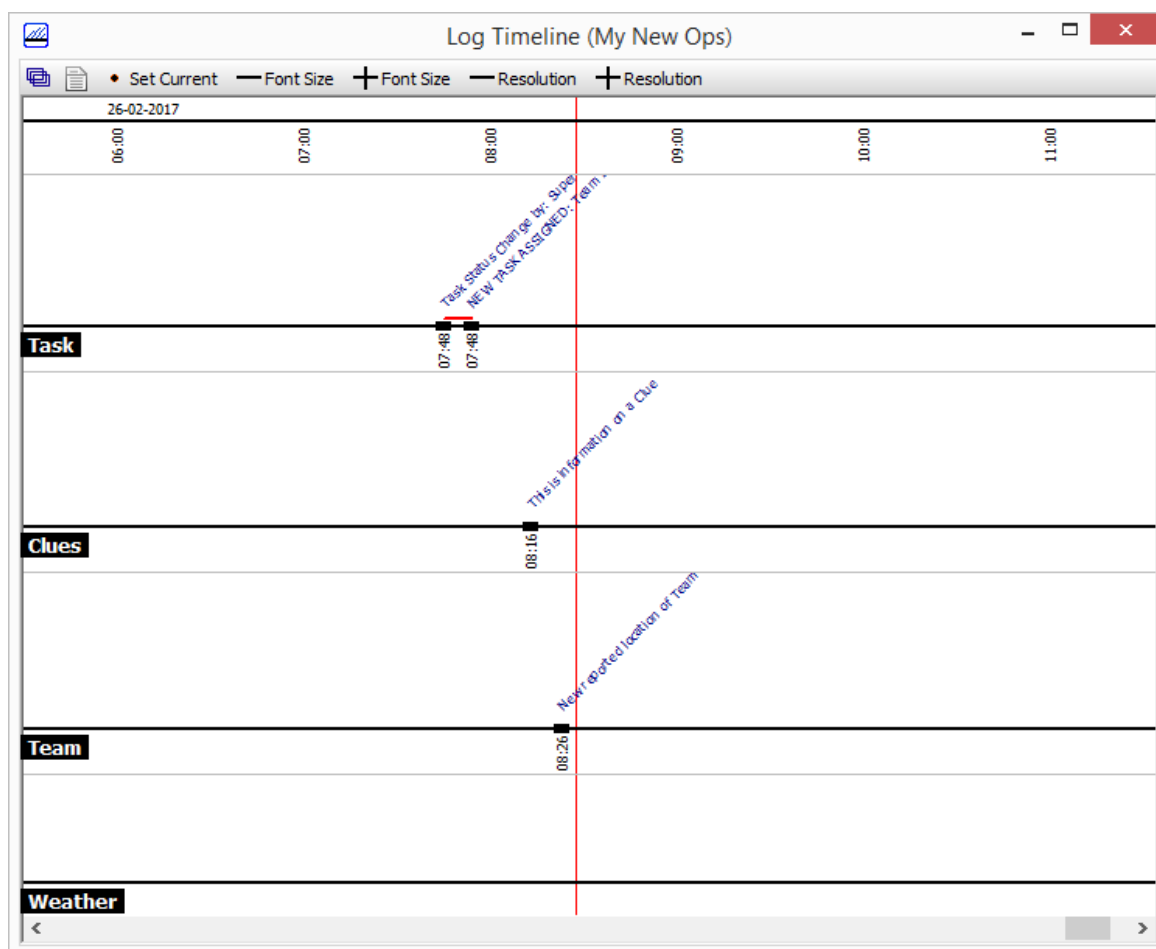 Log Timeline (My New Ops)
Set Current — Font Size + Font Size — Resolution + Resolution
26-02-2017
06:00 07:00 08:00 09:00 10:00 11:00
Task Status Change by: Super
NEW TASK ASSIGNED: Team
07:48 07:48
Task
This is information on a Clue
08:16
Clues
New reported location of Team
08:26
Team
Weather